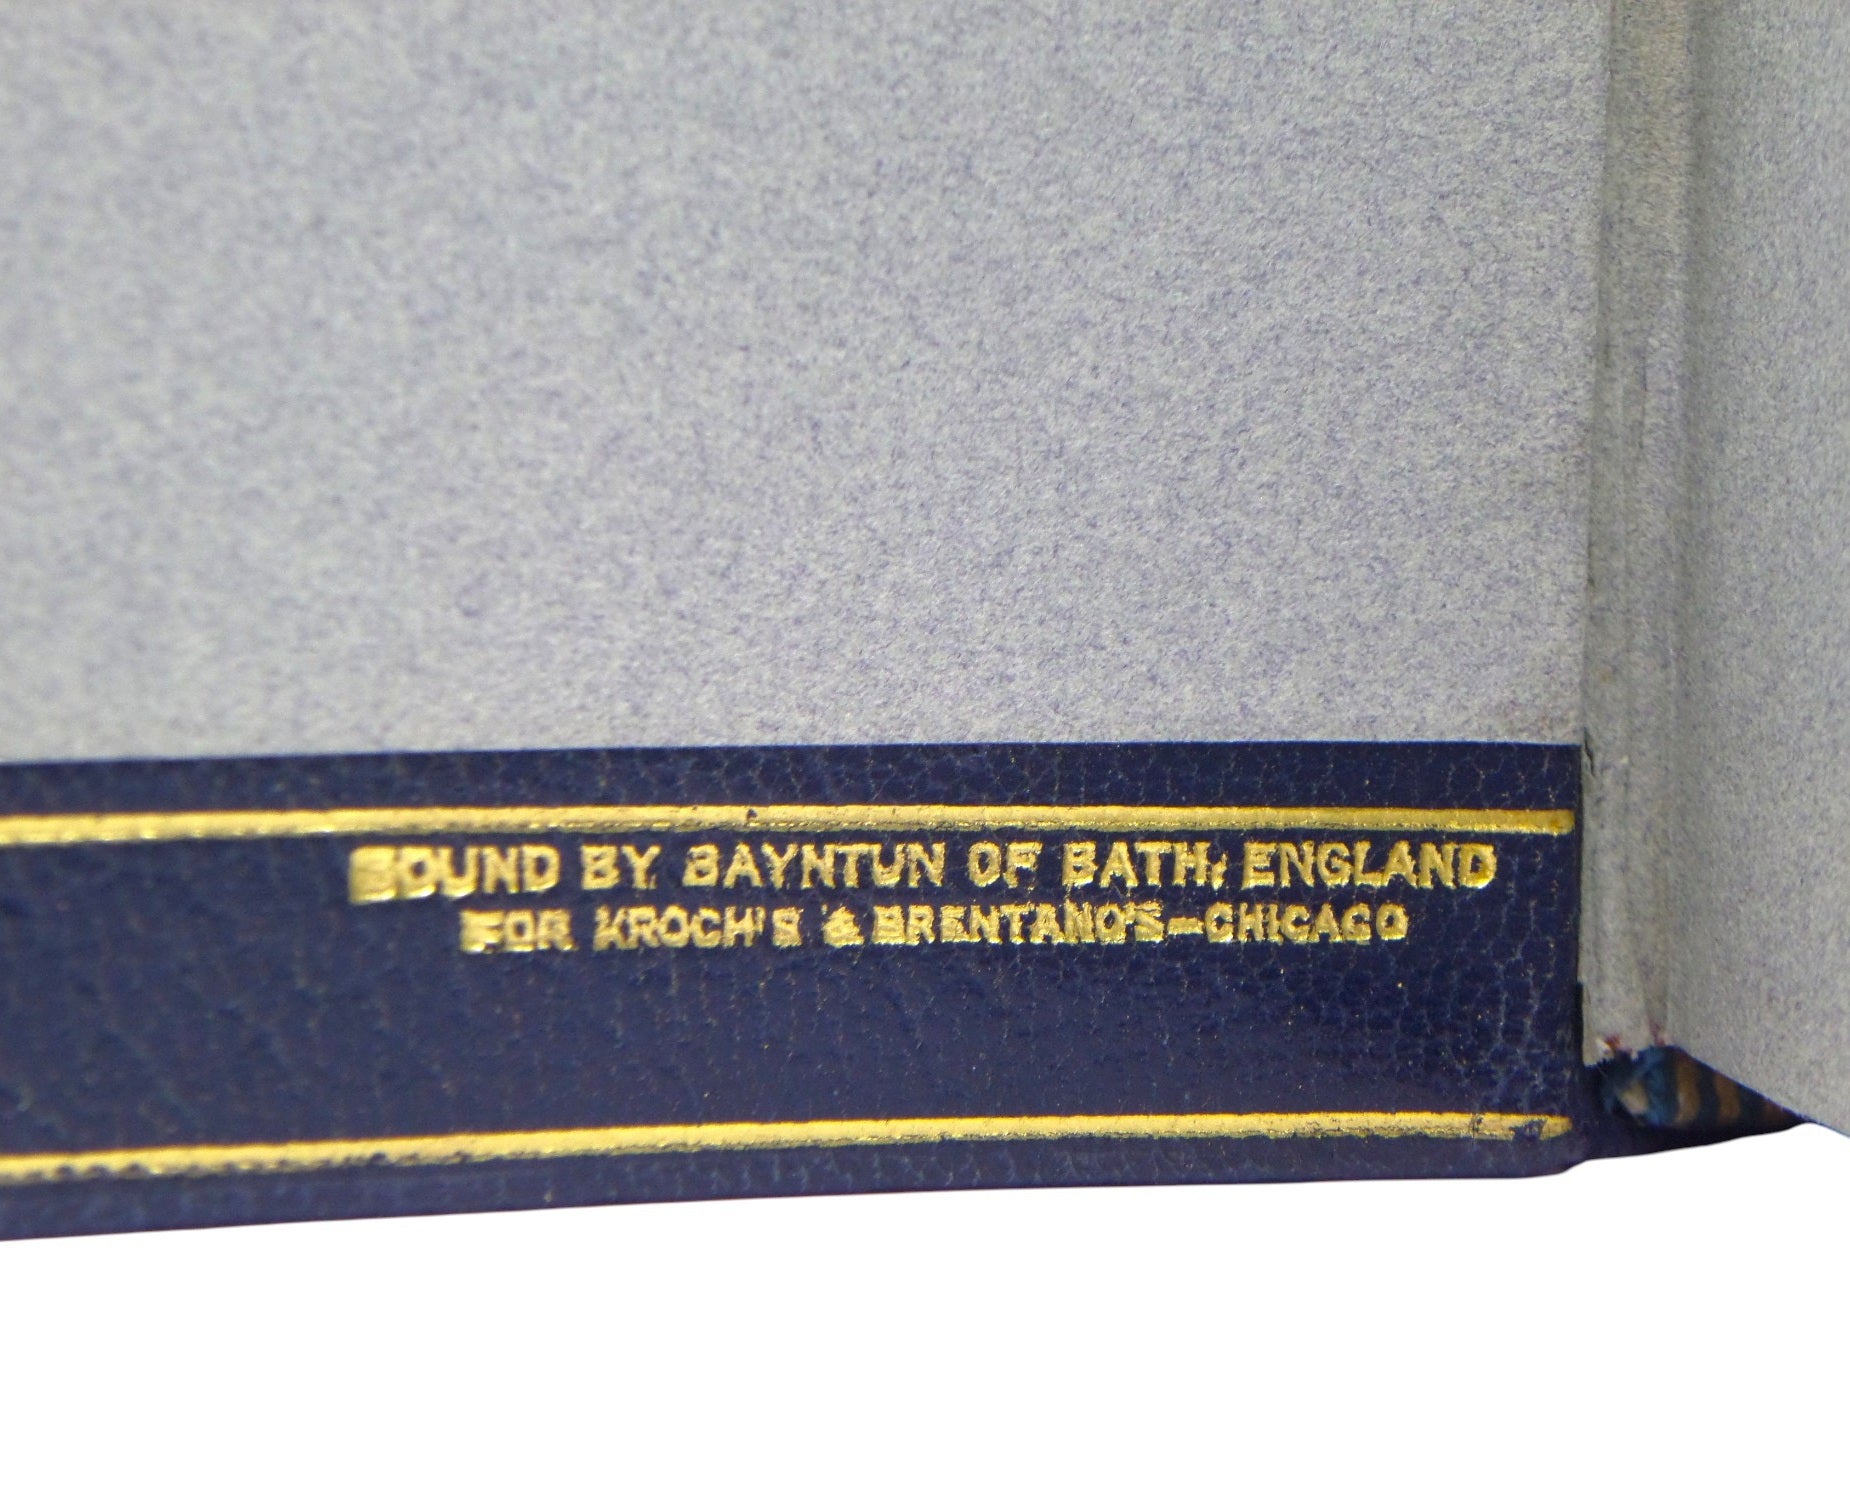 BOUND BY BAYNTUN OF BATH, ENGLAND
FOR KROCH'S & BRENTANO'S-CHICAGO